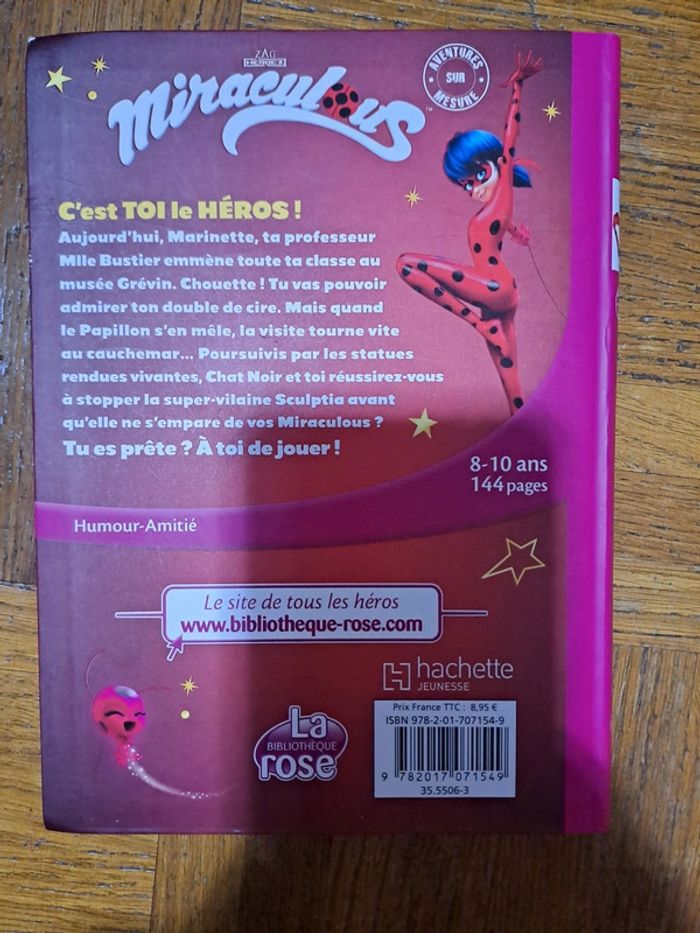 ZAG
HEROEZ
Miraculous
™
AVENTURES
SUR
MESURE
C'est TOI le HÉROS !
Aujourd'hui, Marinette, ta professeur
Mlle Bustier emmène toute ta classe au
musée Grévin. Chouette ! Tu vas pouvoir
admirer ton double de cire. Mais quand
le Papillon s'en mêle, la visite tourne vite
au cauchemar... Poursuivis par les statues
rendues vivantes, Chat Noir et toi réussirez-vous
à stopper la super-vilaine Sculptia avant
qu'elle ne s'empare de vos Miraculous ?
Tu es prête ? À toi de jouer !
8-10 ans
144 pages
Humour-Amitié
Le site de tous les héros
www.bibliotheque-rose.com
hachette
JEUNESSE
Prix France TTC : 8,95 €
ISBN 978-2-01-707154-9
9 782017 071549
35.5506-3
La
BIBLIOTHÈQUE
rose